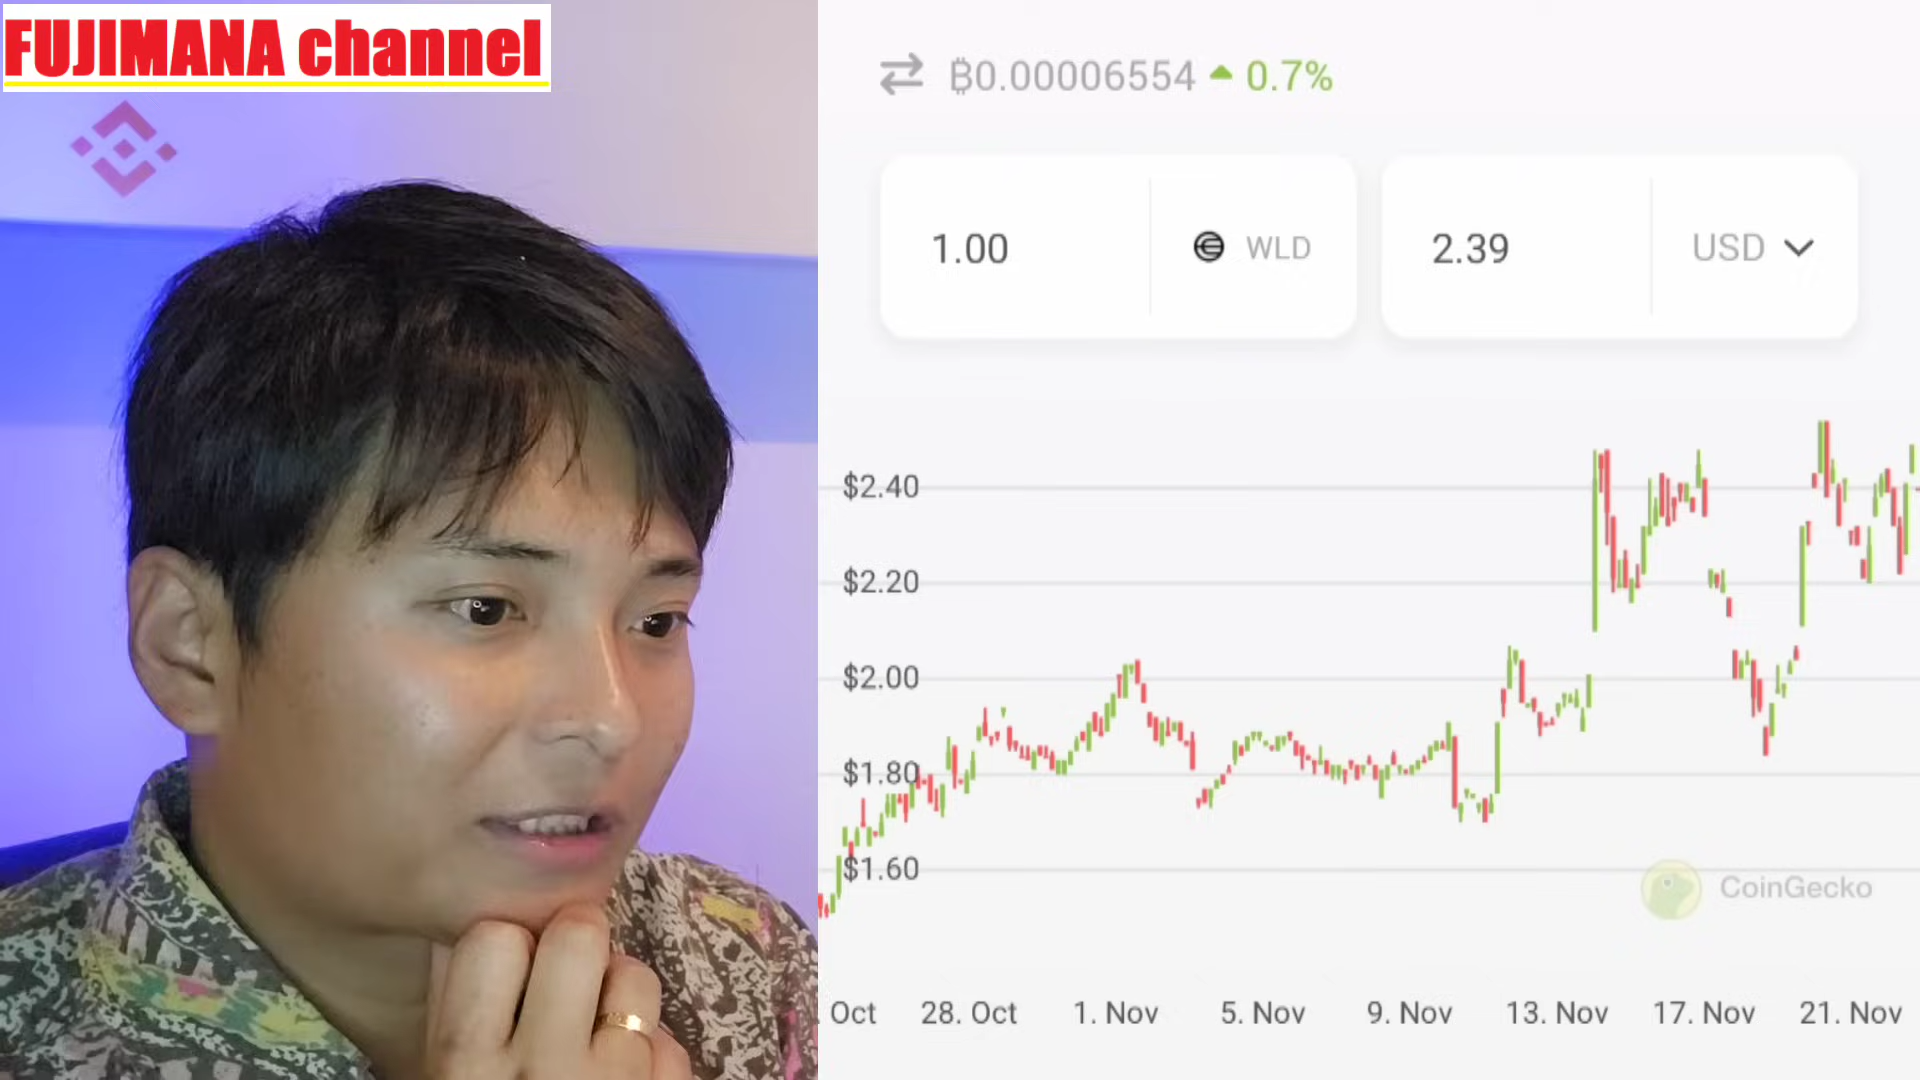 FUJIMANA channel
₿0.00006554 0.7%
1.00 WLD 2.39 USD
$2.40
$2.20
$2.00
$1.80
$1.60
CoinGecko
Oct 28. Oct 1. Nov 5. Nov 9. Nov 13. Nov 17. Nov 21. Nov